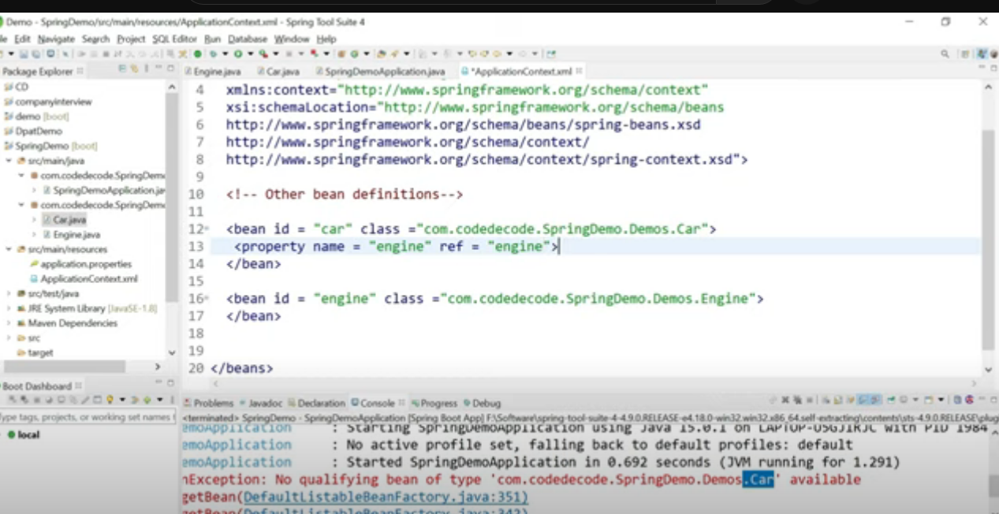 Demo - SpringDemo/src/main/resources/ApplicationContext.xml - Spring Tool Suite 4
Edit Navigate Search Project SQL Editor Run Database Window Help
Package Explorer
Engine.java Car.java SpringDemoApplication.java *ApplicationContext.xml
CD
companyinterview
demo [boot]
DpatDemo
SpringDemo [boot]
src/main/java
com.codedecode.SpringDem
SpringDemoApplication.ja
com.codedecode.SpringDem
Car.java
Engine.java
src/main/resources
application.properties
ApplicationContext.xml
src/test/java
JRE System Library [JavaSE-1.8]
Maven Dependencies
src
target
4 xmlns:context="http://www.springframework.org/schema/context"
5 xsi:schemaLocation="http://www.springframework.org/schema/beans
6 http://www.springframework.org/schema/beans/spring-beans.xsd
7 http://www.springframework.org/schema/context/
8 http://www.springframework.org/schema/context/spring-context.xsd">
9
10 <!-- Other bean definitions-->
11
12 <bean id = "car" class ="com.codedecode.SpringDemo.Demos.Car">
13 <property name = "engine" ref = "engine">
14 </bean>
15
16 <bean id = "engine" class ="com.codedecode.SpringDemo.Demos.Engine">
17 </bean>
18
19
20 </beans>
Boot Dashboard
type tags, projects, or working set names
local
Problems Javadoc Declaration Console Progress Debug
<terminated> SpringDemo - SpringDemoApplication [Spring Boot App] F:\Software\spring-tool-suite-4-4.9.0.RELEASE-e4.18.0-win32.win32.x86_64.self-extracting\contents\sts-4.9.0.RELEASE\plug
emoApplication : Starting SpringDemoApplication using Java 15.0.1 on with PID 1984
emoApplication : No active profile set, falling back to default profiles: default
emoApplication : Started SpringDemoApplication in 0.692 seconds (JVM running for 1.291)
nException: No qualifying bean of type 'com.codedecode.SpringDemo.Demos.Car' available
getBean(DefaultListableBeanFactory.java:351)
getBean(DefaultListableBeanFactory.java:342)